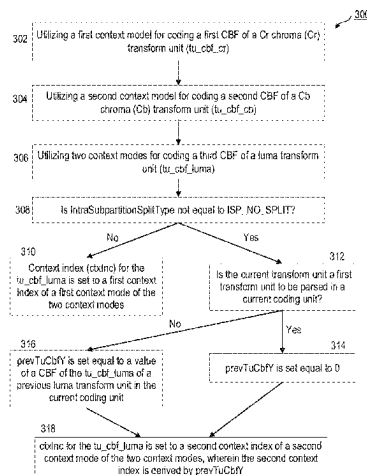 300
302
Utilizing a first context model for coding a first CBF of a Cr chroma (Cr)
transform unit (tu_cbf_cr)
304
Utilizing a second context model for coding a second CBF of a Cb
chroma (Cb) transform unit (tu_cbf_cb)
306
Utilizing two context modes for coding a third CBF of a luma transform
unit (tu_cbf_luma)
308
Is IntraSubpartitionSplitType not equal to ISP_NO_SPLIT?
No
Yes
310
Context index (ctxInc) for the
tu_cbf_luma is set to a first context
index of a first context mode of the
two context modes
312
Is the current transform unit a first
transform unit to be parsed in a
current coding unit?
No
Yes
316
prevTuCbfY is set equal to a value
of a CBF of the tu_cbf_luma of a
previous luma transform unit in the
current coding unit
314
prevTuCbfY is set equal to 0
318
ctxInc for the tu_cbf_luma is set to a second context index of a second
context mode of the two context modes, wherein the second context
index is derived by prevTuCbfY